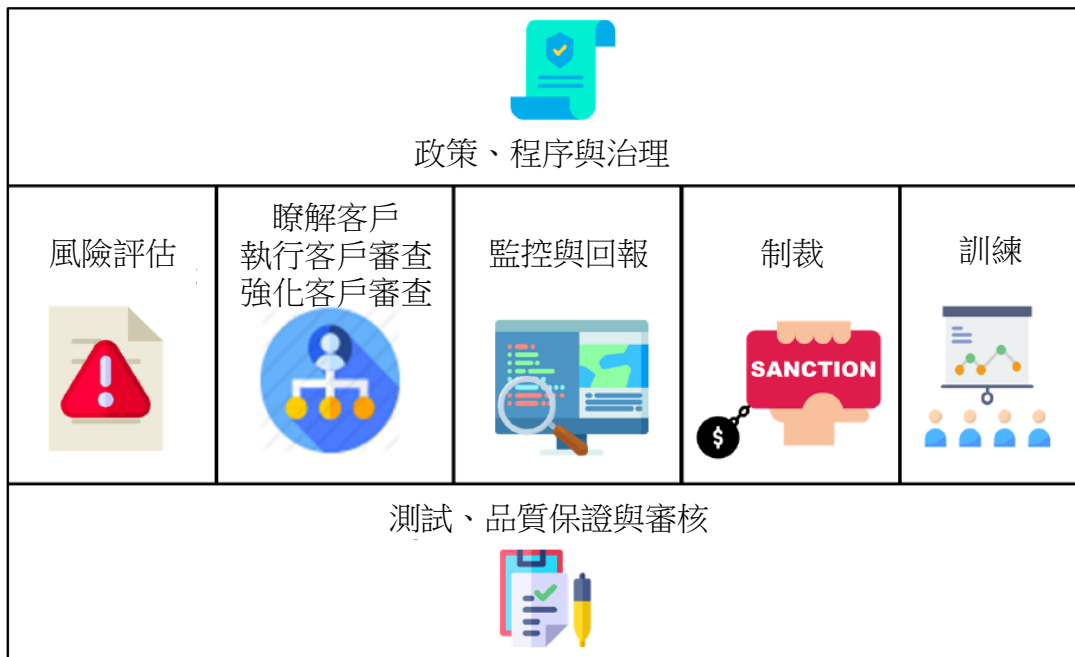 政策、程序與治理
風險評估
瞭解客戶
執行客戶審查
強化客戶審查
監控與回報
制裁
訓練
SANCTION
$
測試、品質保證與審核